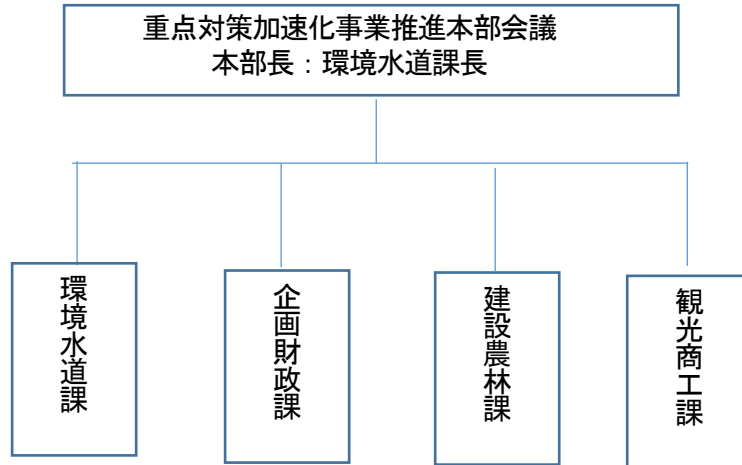 重点対策加速化事業推進本部会議
本部長：環境水道課長
環境水道課
企画財政課
建設農林課
観光商工課